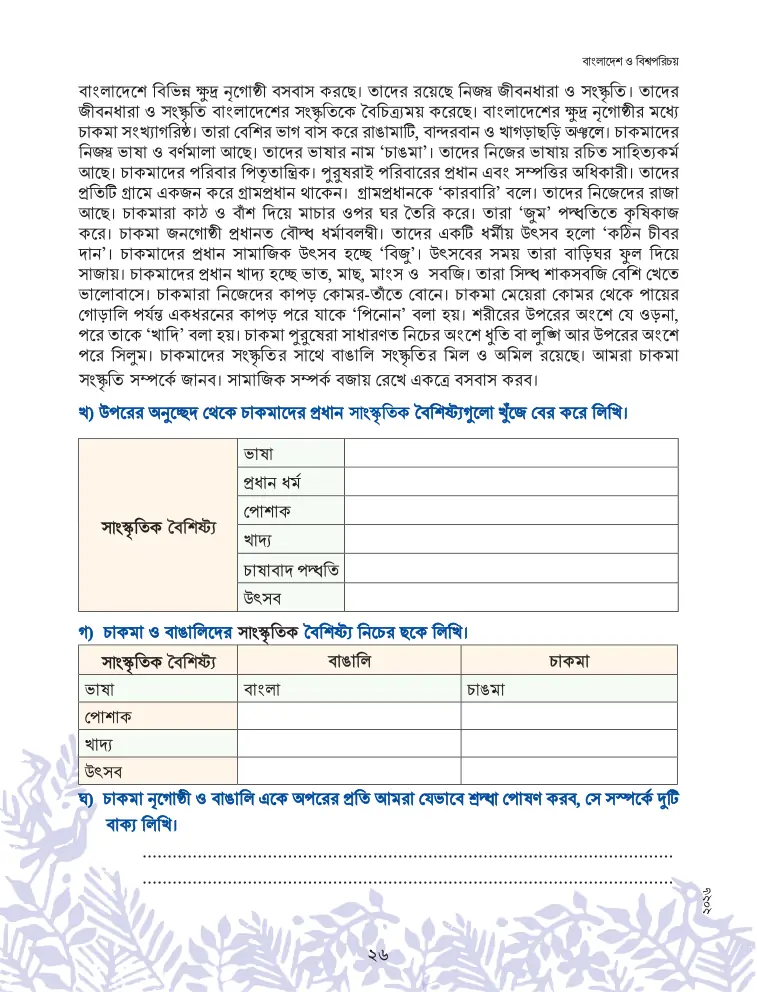 বাংলাদেশ ও বিশ্বপরিচয়
বাংলাদেশে বিভিন্ন ক্ষুদ্র নৃগোষ্ঠী বসবাস করছে। তাদের রয়েছে নিজস্ব জীবনধারা ও সংস্কৃতি। তাদের
জীবনধারা ও সংস্কৃতি বাংলাদেশের সংস্কৃতিকে বৈচিত্র্যময় করেছে। বাংলাদেশের ক্ষুদ্র নৃগোষ্ঠীর মধ্যে
চাকমা সংখ্যাগরিষ্ঠ। তারা বেশির ভাগ বাস করে রাঙামাটি, বান্দরবান ও খাগড়াছড়ি অঞ্চলে। চাকমাদের
নিজস্ব ভাষা ও বর্ণমালা আছে। তাদের ভাষার নাম ‘চাঙমা’। তাদের নিজের ভাষায় রচিত সাহিত্যকর্ম
আছে। চাকমাদের পরিবার পিতৃতান্ত্রিক। পুরুষরাই পরিবারের প্রধান এবং সম্পত্তির অধিকারী। তাদের
প্রতিটি গ্রামে একজন করে গ্রামপ্রধান থাকেন। গ্রামপ্রধানকে ‘কারবারি’ বলে। তাদের নিজেদের রাজা
আছে। চাকমারা কাঠ ও বাঁশ দিয়ে মাচার ওপর ঘর তৈরি করে। তারা ‘জুম’ পদ্ধতিতে কৃষিকাজ
করে। চাকমা জনগোষ্ঠী প্রধানত বৌদ্ধ ধর্মাবলম্বী। তাদের একটি ধর্মীয় উৎসব হলো ‘কঠিন চীবর
দান’। চাকমাদের প্রধান সামাজিক উৎসব হচ্ছে ‘বিজু’। উৎসবের সময় তারা বাড়িঘর ফুল দিয়ে
সাজায়। চাকমাদের প্রধান খাদ্য হচ্ছে ভাত, মাছ, মাংস ও সবজি। তারা সিদ্ধ শাকসবজি বেশি খেতে
ভালোবাসে। চাকমারা নিজেদের কাপড় কোমর-তাঁতে বোনে। চাকমা মেয়েরা কোমর থেকে পায়ের
গোড়ালি পর্যন্ত একধরনের কাপড় পরে যাকে ‘পিনোন’ বলা হয়। শরীরের উপরের অংশে যে ওড়না,
পরে তাকে ‘খাদি’ বলা হয়। চাকমা পুরুষেরা সাধারণত নিচের অংশে ধুতি বা লুঙ্গি আর উপরের অংশে
পরে সিলুম। চাকমাদের সংস্কৃতির সাথে বাঙালি সংস্কৃতির মিল ও অমিল রয়েছে। আমরা চাকমা
সংস্কৃতি সম্পর্কে জানব। সামাজিক সম্পর্ক বজায় রেখে একত্রে বসবাস করব।
খ) উপরের অনুচ্ছেদ থেকে চাকমাদের প্রধান সাংস্কৃতিক বৈশিষ্ট্যগুলো খুঁজে বের করে লিখি।
সাংস্কৃতিক বৈশিষ্ট্য
ভাষা
প্রধান ধর্ম
পোশাক
খাদ্য
চাষাবাদ পদ্ধতি
উৎসব
গ) চাকমা ও বাঙালিদের সাংস্কৃতিক বৈশিষ্ট্য নিচের ছকে লিখি।
সাংস্কৃতিক বৈশিষ্ট্য বাঙালি চাকমা
ভাষা বাংলা চাঙমা
পোশাক
খাদ্য
উৎসব
ঘ) চাকমা নৃগোষ্ঠী ও বাঙালি একে অপরের প্রতি আমরা যেভাবে শ্রদ্ধা পোষণ করব, সে সম্পর্কে দুটি
বাক্য লিখি।
২০২৬
২৬